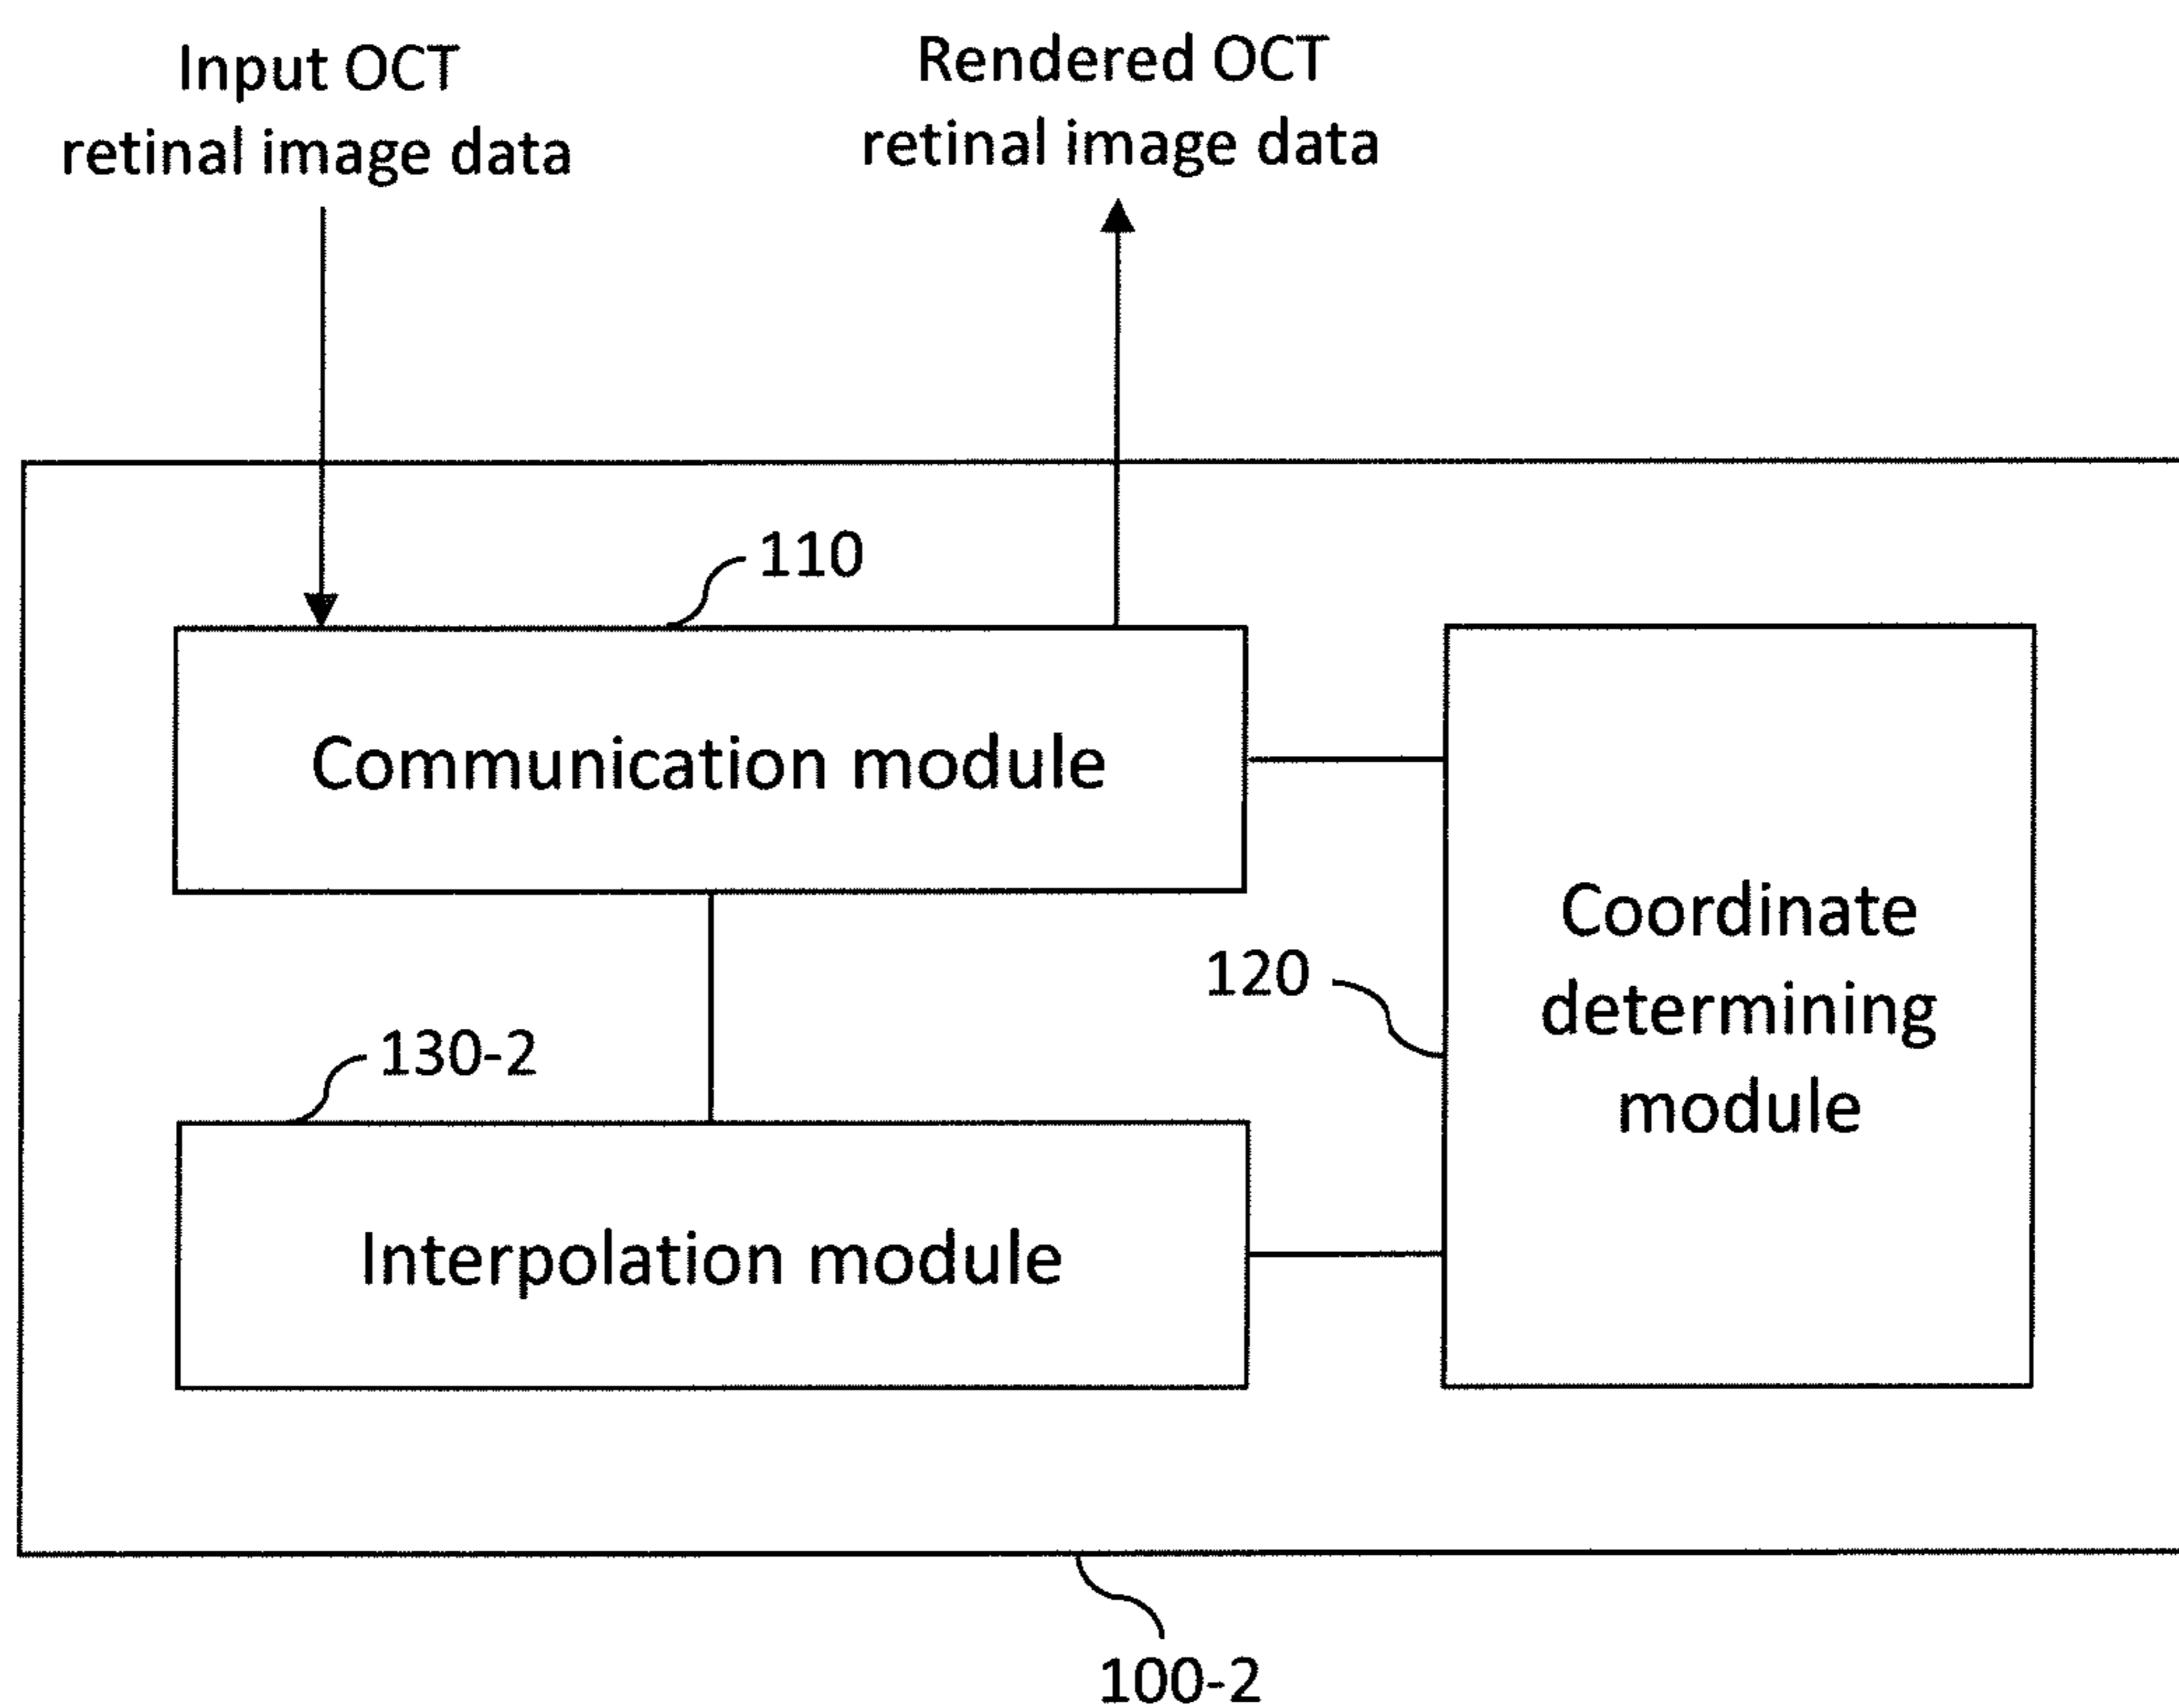 Input OCT
retinal image data
Rendered OCT
retinal image data
110
Communication module
120
Coordinate
determining
module
130-2
Interpolation module
100-2